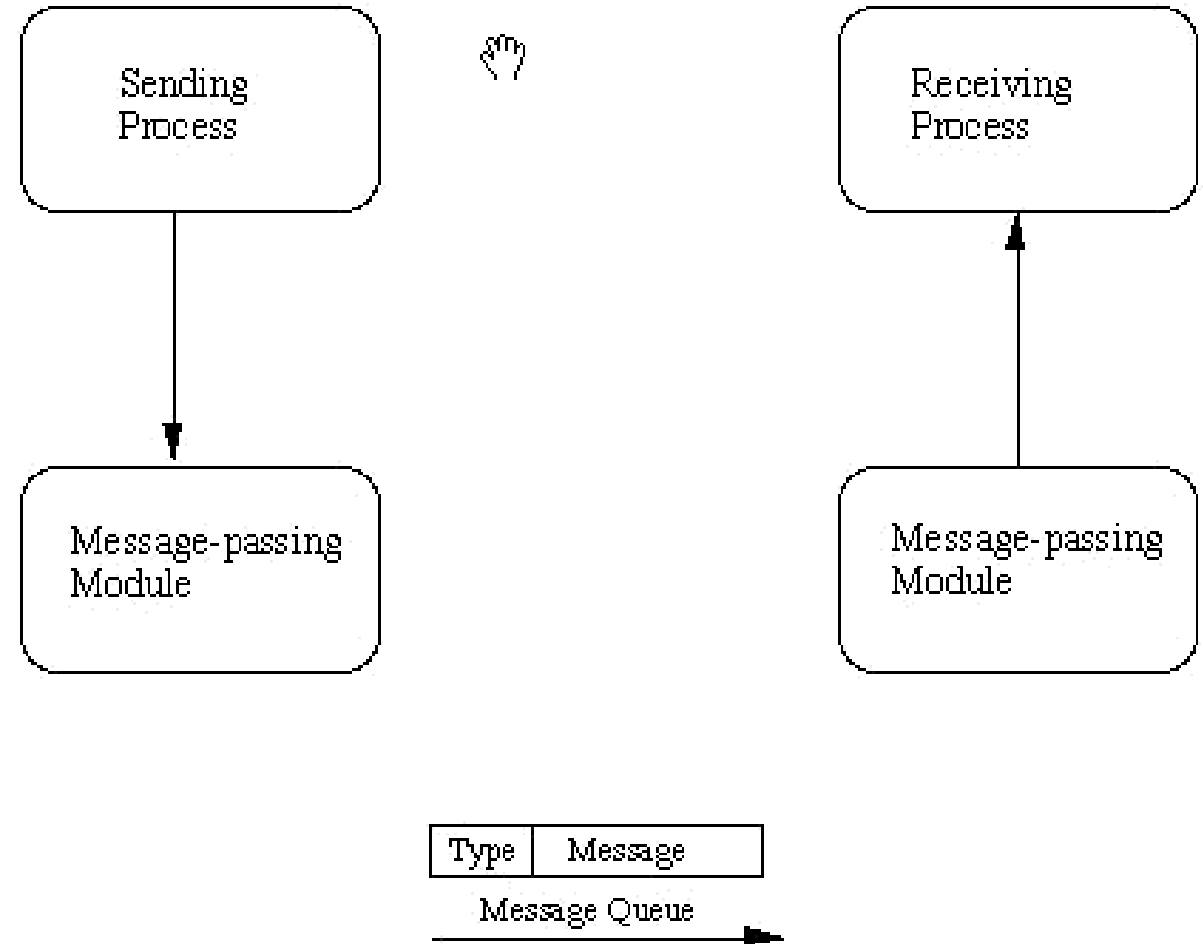 Sending
Process
Receiving
Process
Message-passing
Module
Message-passing
Module
Type
Message
Message Queue